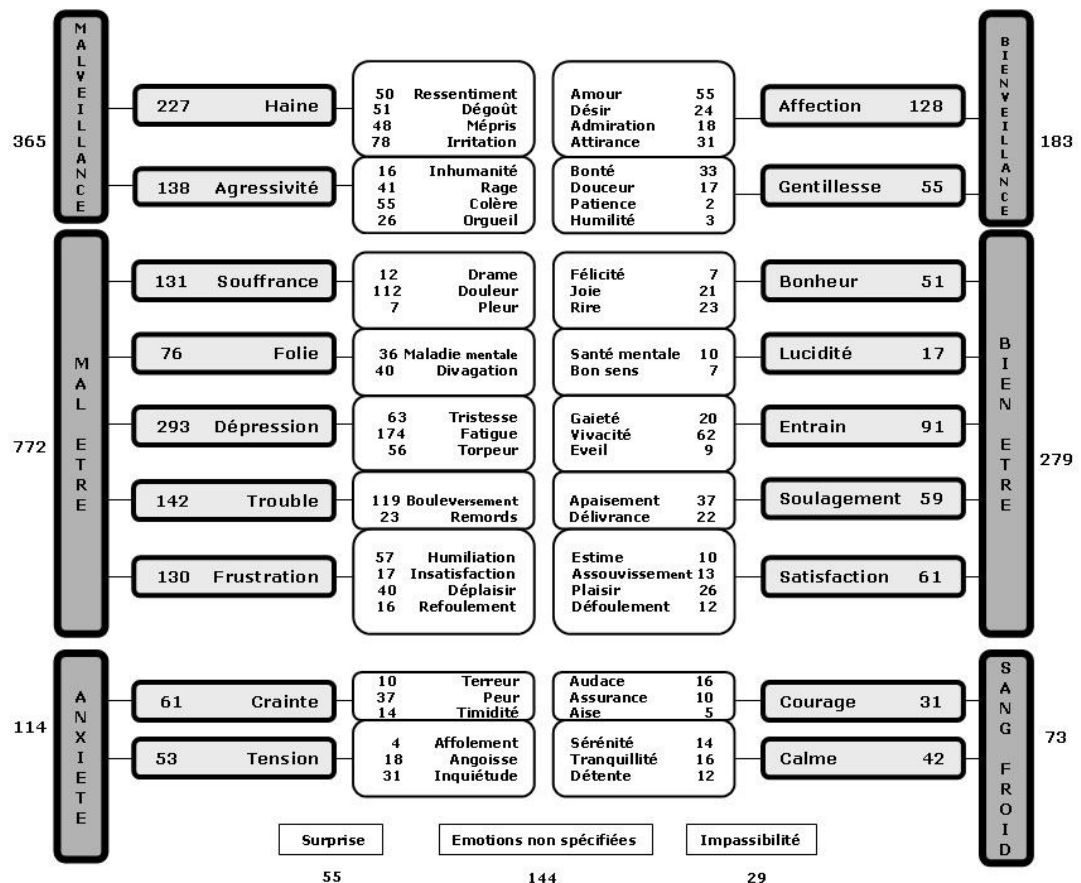 MALVEILLANCE
365
227 Haine
50 Ressentiment
51 Dégoût
48 Mépris
78 Irritation
138 Agressivité
16 Inhumanité
41 Rage
55 Colère
26 Orgueil
Amour 55
Désir 24
Admiration 18
Attirance 31
Affection 128
Bonté 33
Douceur 17
Patience 2
Humilité 3
Gentillesse 55
BIENVEILLANCE
183
MAL ETRE
772
131 Souffrance
12 Drame
112 Douleur
7 Pleur
76 Folie
36 Maladie mentale
40 Divagation
293 Dépression
63 Tristesse
174 Fatigue
56 Torpeur
142 Trouble
119 Bouleversement
23 Remords
130 Frustration
57 Humiliation
17 Insatisfaction
40 Déplaisir
16 Refoulement
Félicité 7
Joie 21
Rire 23
Bonheur 51
Santé mentale 10
Bon sens 7
Lucidité 17
Gaieté 20
Vivacité 62
Eveil 9
Entrain 91
Apaisement 37
Délivrance 22
Soulagement 59
Estime 10
Assouvissement 13
Plaisir 26
Défoulement 12
Satisfaction 61
BIEN ETRE
279
ANXIETE
114
61 Crainte
10 Terreur
37 Peur
14 Timidité
53 Tension
4 Affolement
18 Angoisse
31 Inquiétude
Audace 16
Assurance 10
Aise 5
Courage 31
Sérénité 14
Tranquillité 16
Détente 12
Calme 42
SANG FROID
73
Surprise
55
Emotions non spécifiées
144
Impassibilité
29